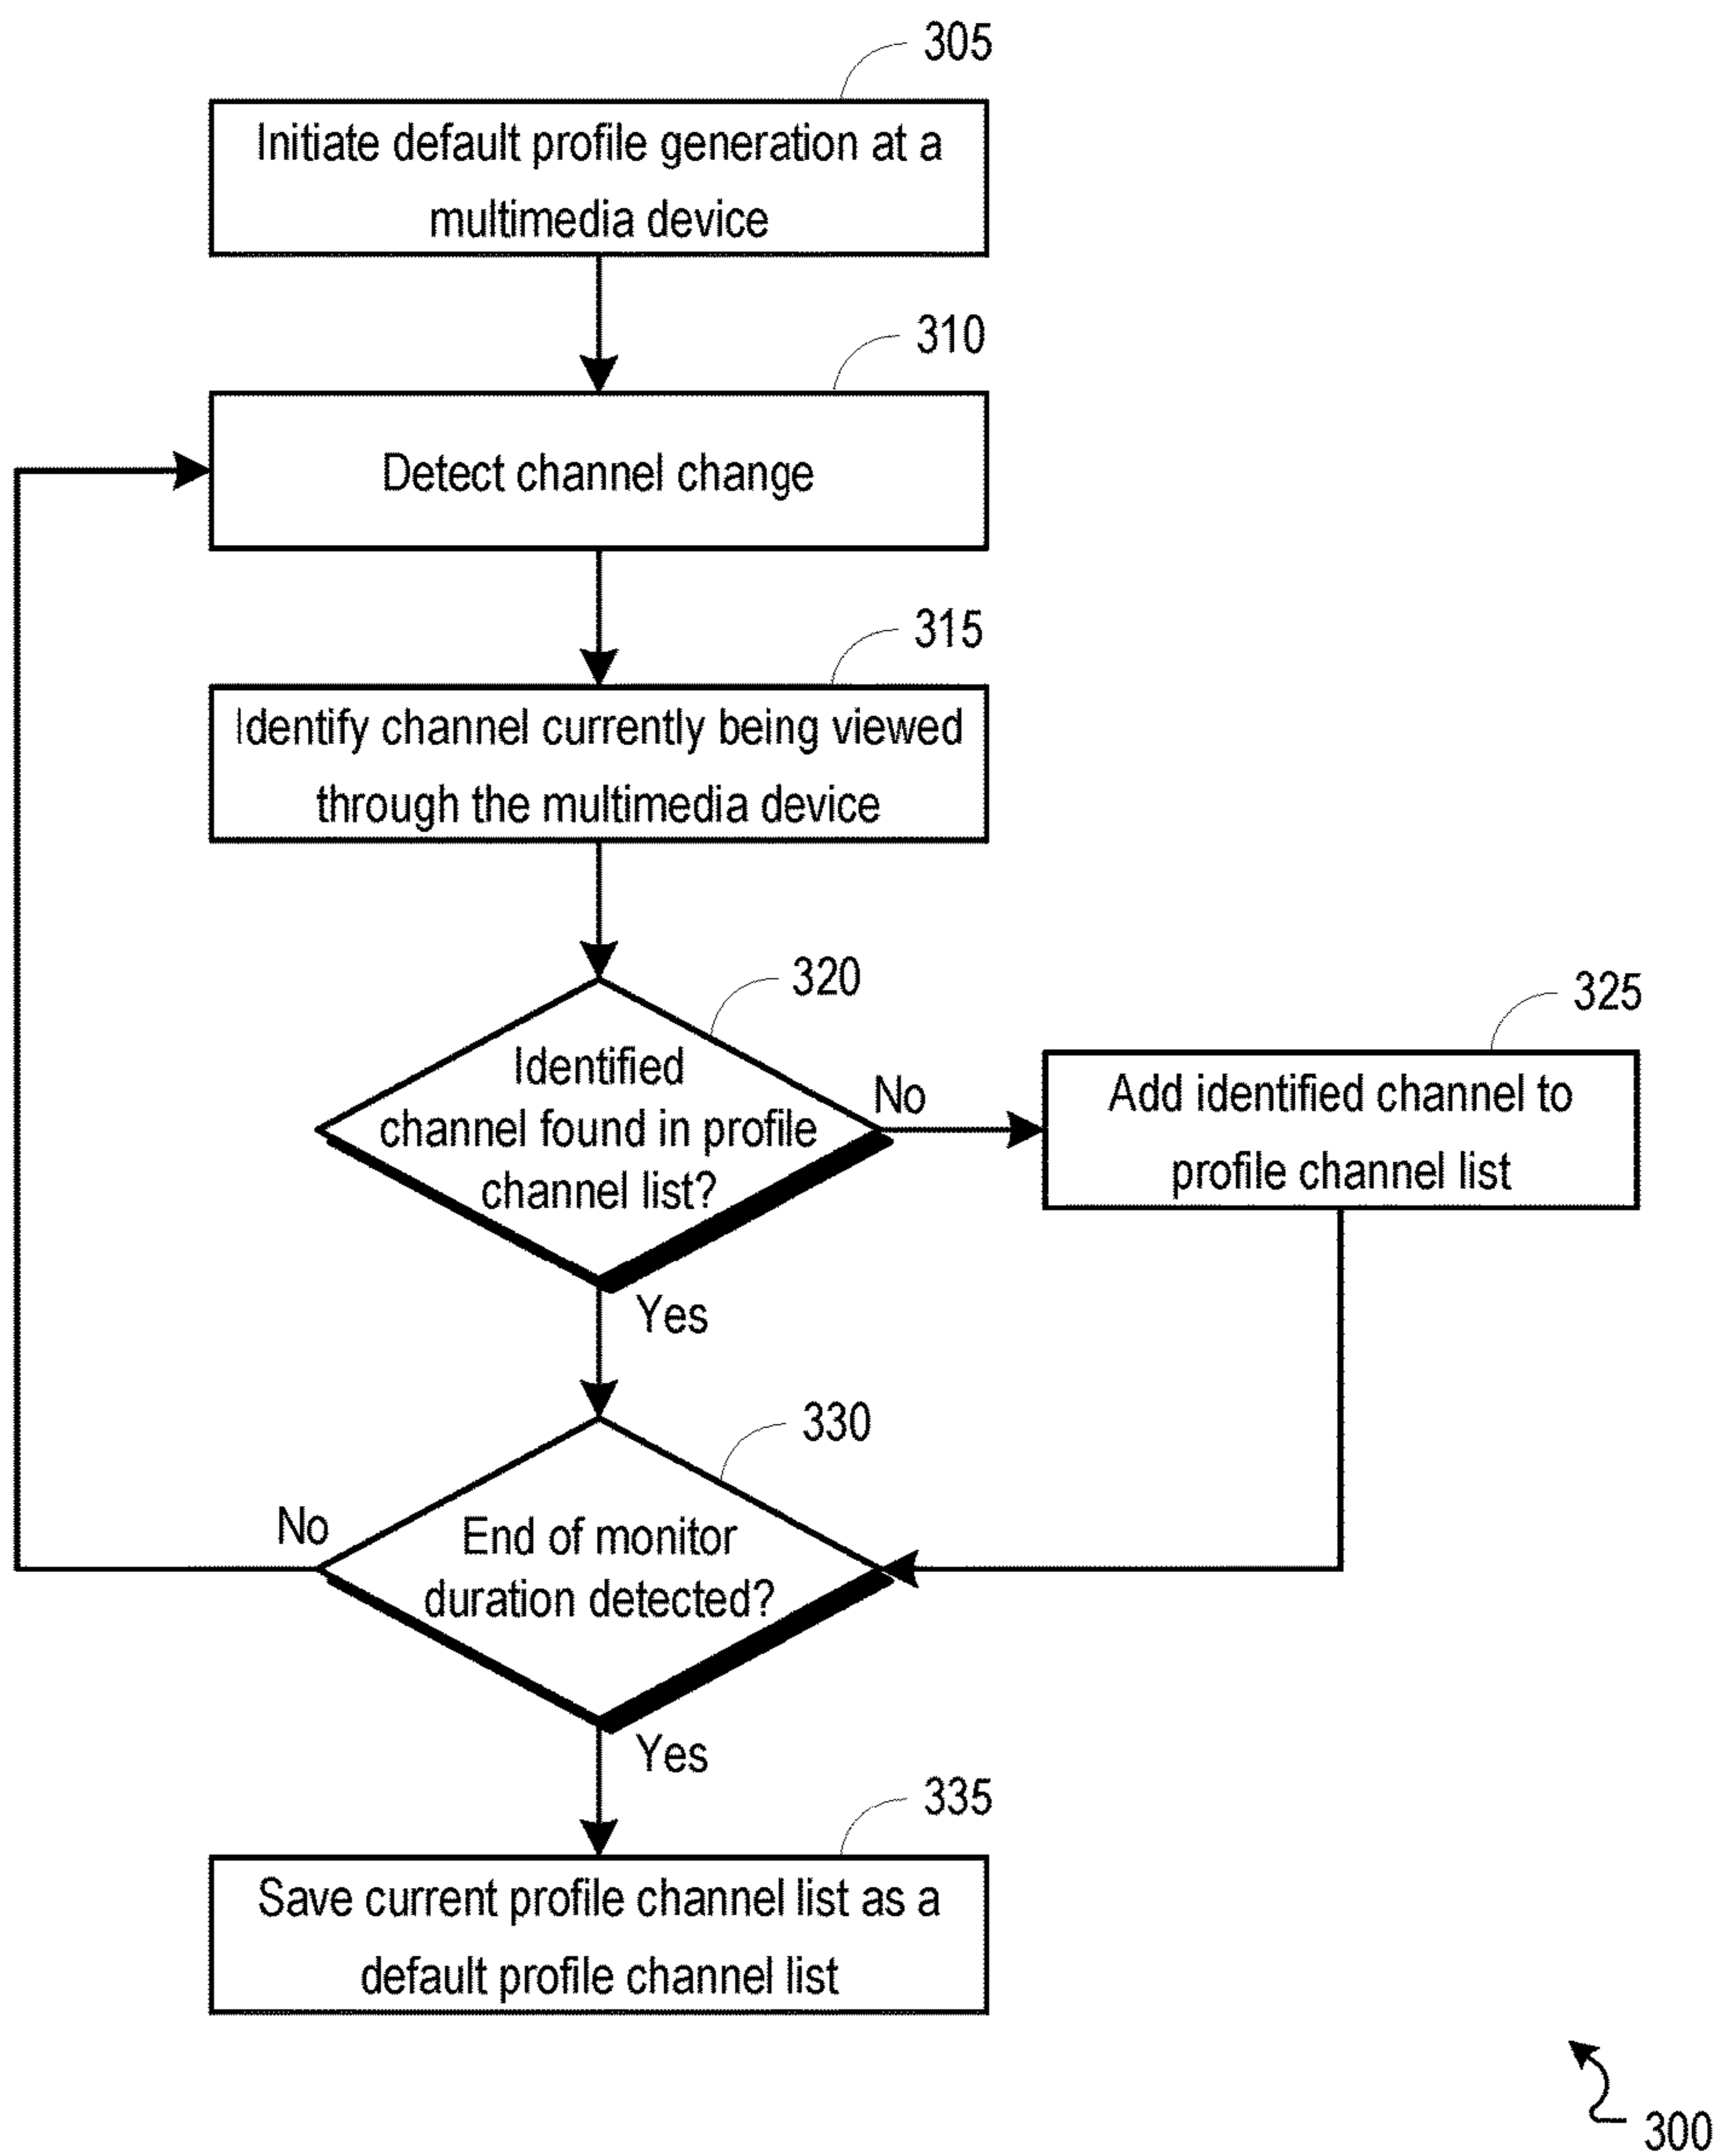 305
Initiate default profile generation at a
multimedia device
310
Detect channel change
315
Identify channel currently being viewed
through the multimedia device
320
Identified
channel found in profile
channel list?
No
325
Add identified channel to
profile channel list
Yes
330
No
End of monitor
duration detected?
Yes
335
Save current profile channel list as a
default profile channel list
300